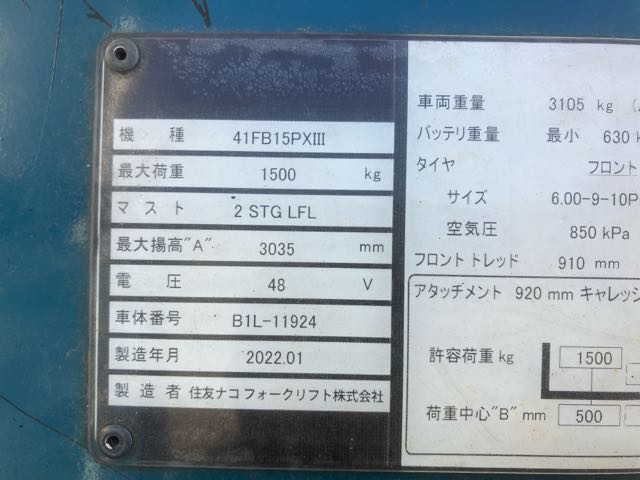 機 種 41FB15PXⅢ
最大荷重 1500 kg
マ ス ト 2 STG LFL
最大揚高"A" 3035 mm
電 圧 48 V
車体番号 B1L-11924
製造年月 2022.01
製 造 者 住友ナコ フォークリフト株式会社
車両重量 3105 kg
バッテリ重量 最小 630
タイヤ フロント
サイズ 6.00-9-10P
空気圧 850 kPa
フロント トレッド 910 mm
アタッチメント 920 mm キャレッジ
許容荷重 kg 1500
荷重中心"B" mm 500